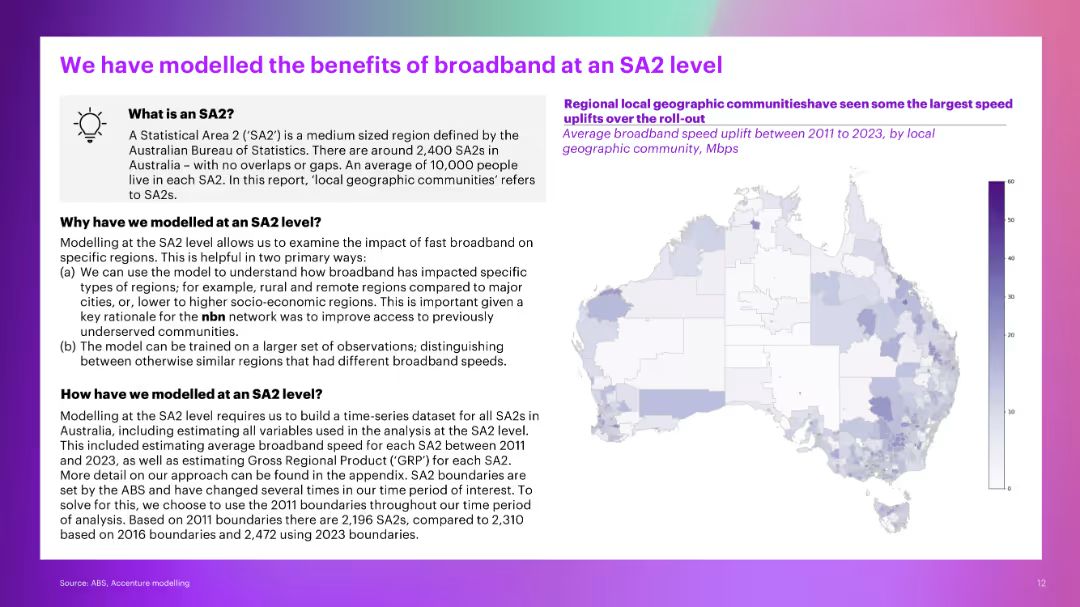 We have modelled the benefits of broadband at an SA2 level
What is an SA2?
A Statistical Area 2 (‘SA2’) is a medium sized region defined by the
Australian Bureau of Statistics. There are around 2,400 SA2s in
Australia – with no overlaps or gaps. An average of 10,000 people
live in each SA2. In this report, ‘local geographic communities’ refers
to SA2s.
Why have we modelled at an SA2 level?
Modelling at the SA2 level allows us to examine the impact of fast broadband on
specific regions. This is helpful in two primary ways:
(a) We can use the model to understand how broadband has impacted specific
types of regions; for example, rural and remote regions compared to major
cities, or, lower to higher socio-economic regions. This is important given a
key rationale for the nbn network was to improve access to previously
underserved communities.
(b) The model can be trained on a larger set of observations; distinguishing
between otherwise similar regions that had different broadband speeds.
How have we modelled at an SA2 level?
Modelling at the SA2 level requires us to build a time-series dataset for all SA2s in
Australia, including estimating all variables used in the analysis at the SA2 level.
This included estimating average broadband speed for each SA2 between 2011
and 2023, as well as estimating Gross Regional Product (‘GRP’) for each SA2.
More detail on our approach can be found in the appendix. SA2 boundaries are
set by the ABS and have changed several times in our time period of interest. To
solve for this, we choose to use the 2011 boundaries throughout our time period
of analysis. Based on 2011 boundaries there are 2,196 SA2s, compared to 2,310
based on 2016 boundaries and 2,472 using 2023 boundaries.
Regional local geographic communitieshave seen some the largest speed
uplifts over the roll-out
Average broadband speed uplift between 2011 to 2023, by local
geographic community, Mbps
60
50
40
30
20
10
0
Source: ABS, Accenture modelling
12